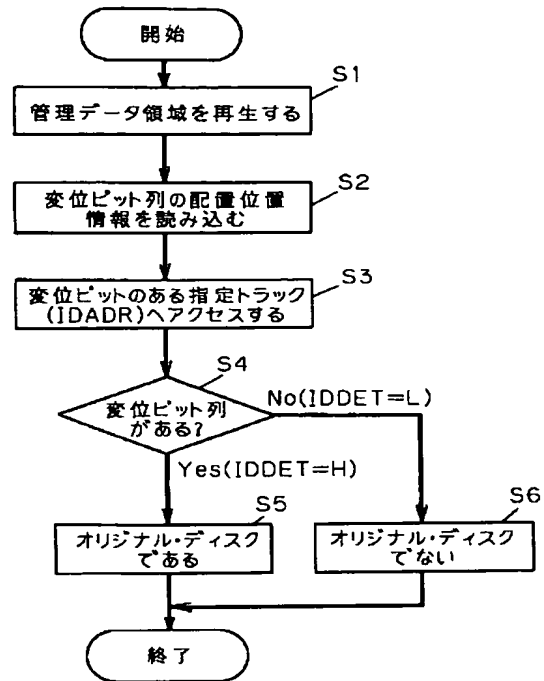 開始
S1
管理データ領域を再生する
S2
変位ピット列の配置位置
情報を読み込む
S3
変位ピットのある指定トラック
(IDADR)へアクセスする
S4
変位ピット列
がある?
No(IDDET=L)
Yes(IDDET=H)
S5
オリジナル・ディスク
である
S6
オリジナル・ディスク
でない
終了